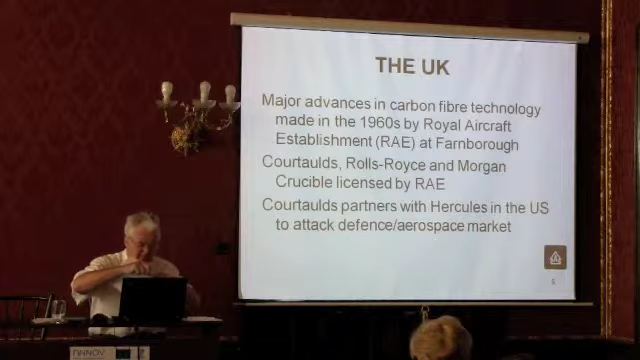 THE UK
Major advances in carbon fibre technology
made in the 1960s by Royal Aircraft
Establishment (RAE) at Farnborough
Courtaulds, Rolls-Royce and Morgan
Crucible licensed by RAE
Courtaulds partners with Hercules in the US
to attack defence/aerospace market